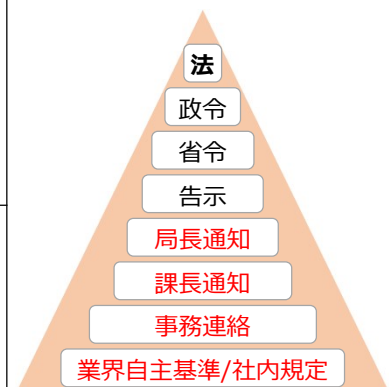 法
政令
省令
告示
局長通知
課長通知
事務連絡
業界自主基準/社内規定